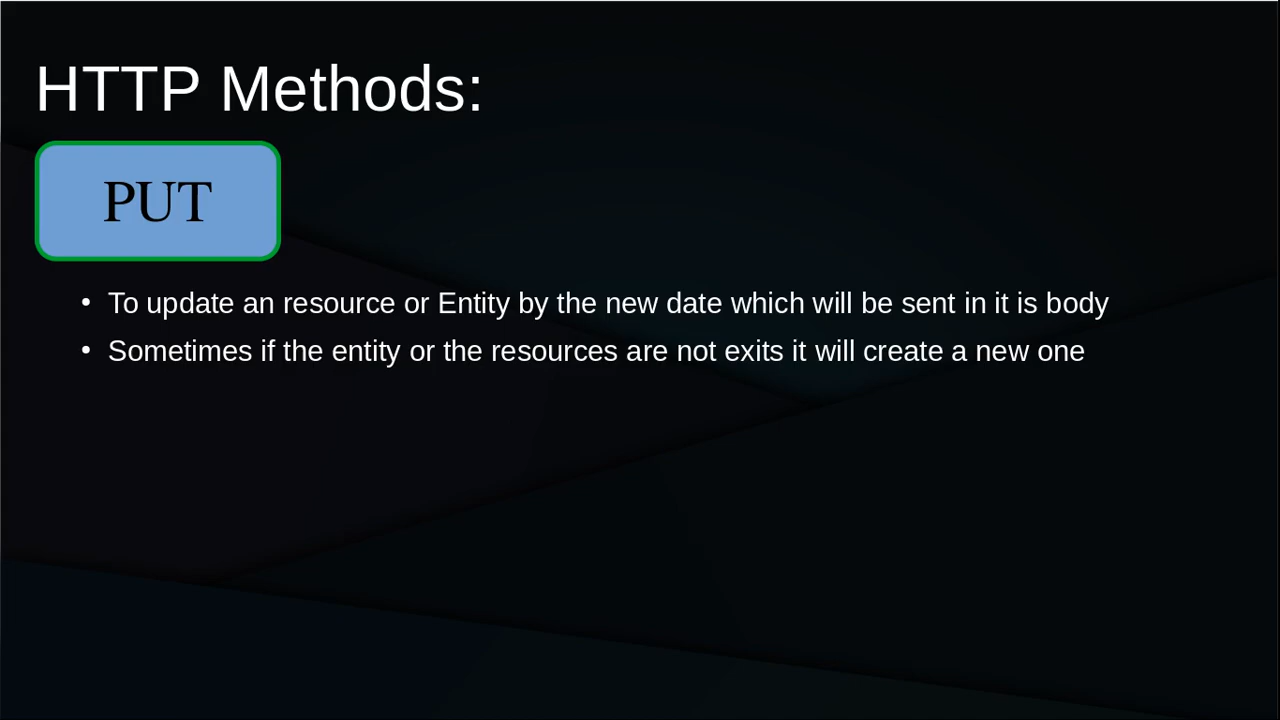 HTTP Methods:
PUT
• To update an resource or Entity by the new date which will be sent in it is body
• Sometimes if the entity or the resources are not exits it will create a new one